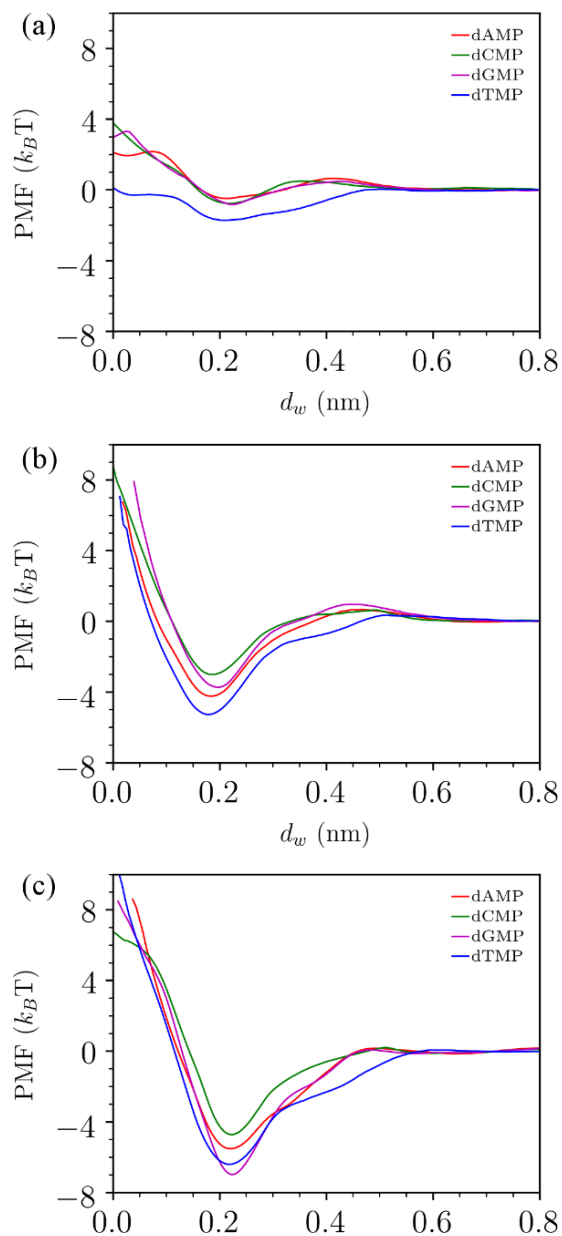 (a)
dAMP
dCMP
dGMP
dTMP
8
4
0
−4
−8
PMF (k_BT)
0.0 0.2 0.4 0.6 0.8
d_w (nm)
(b)
dAMP
dCMP
dGMP
dTMP
8
4
0
−4
−8
PMF (k_BT)
0.0 0.2 0.4 0.6 0.8
d_w (nm)
(c)
dAMP
dCMP
dGMP
dTMP
8
4
0
−4
−8
PMF (k_BT)
0.0 0.2 0.4 0.6 0.8